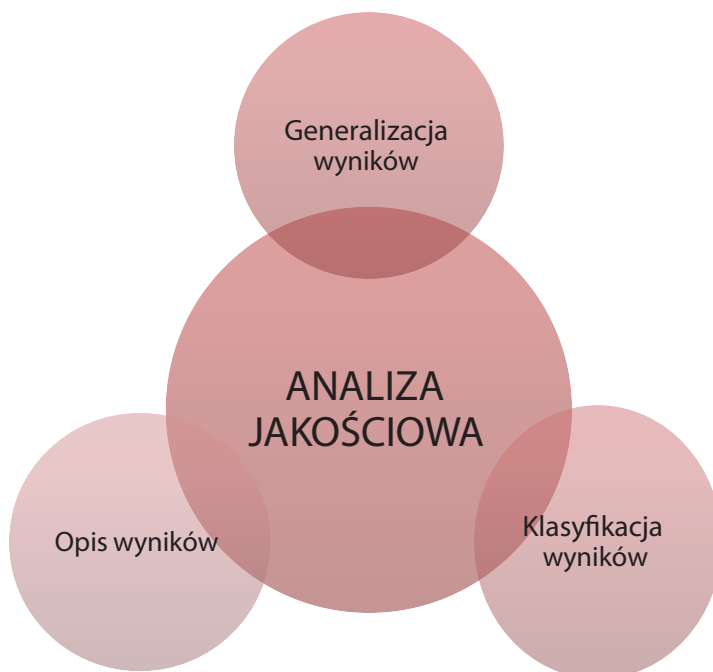 Generalizacja
wyników
ANALIZA
JAKOŚCIOWA
Opis wyników
Klasyfikacja
wyników